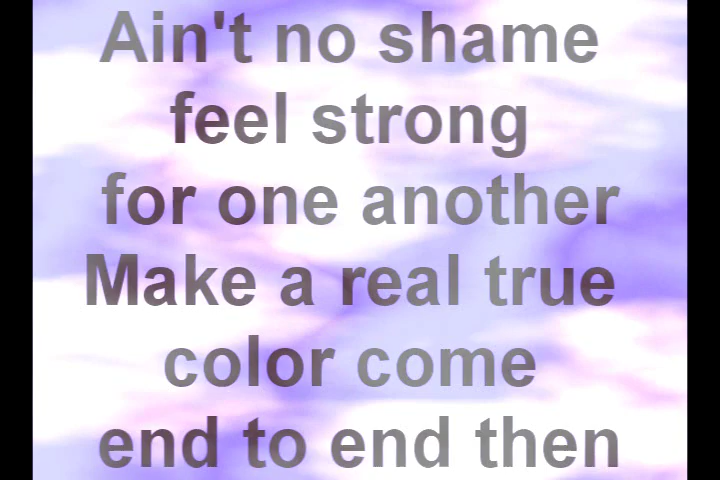 Ain't no shame
feel strong
for one another
Make a real true
color come
end to end then